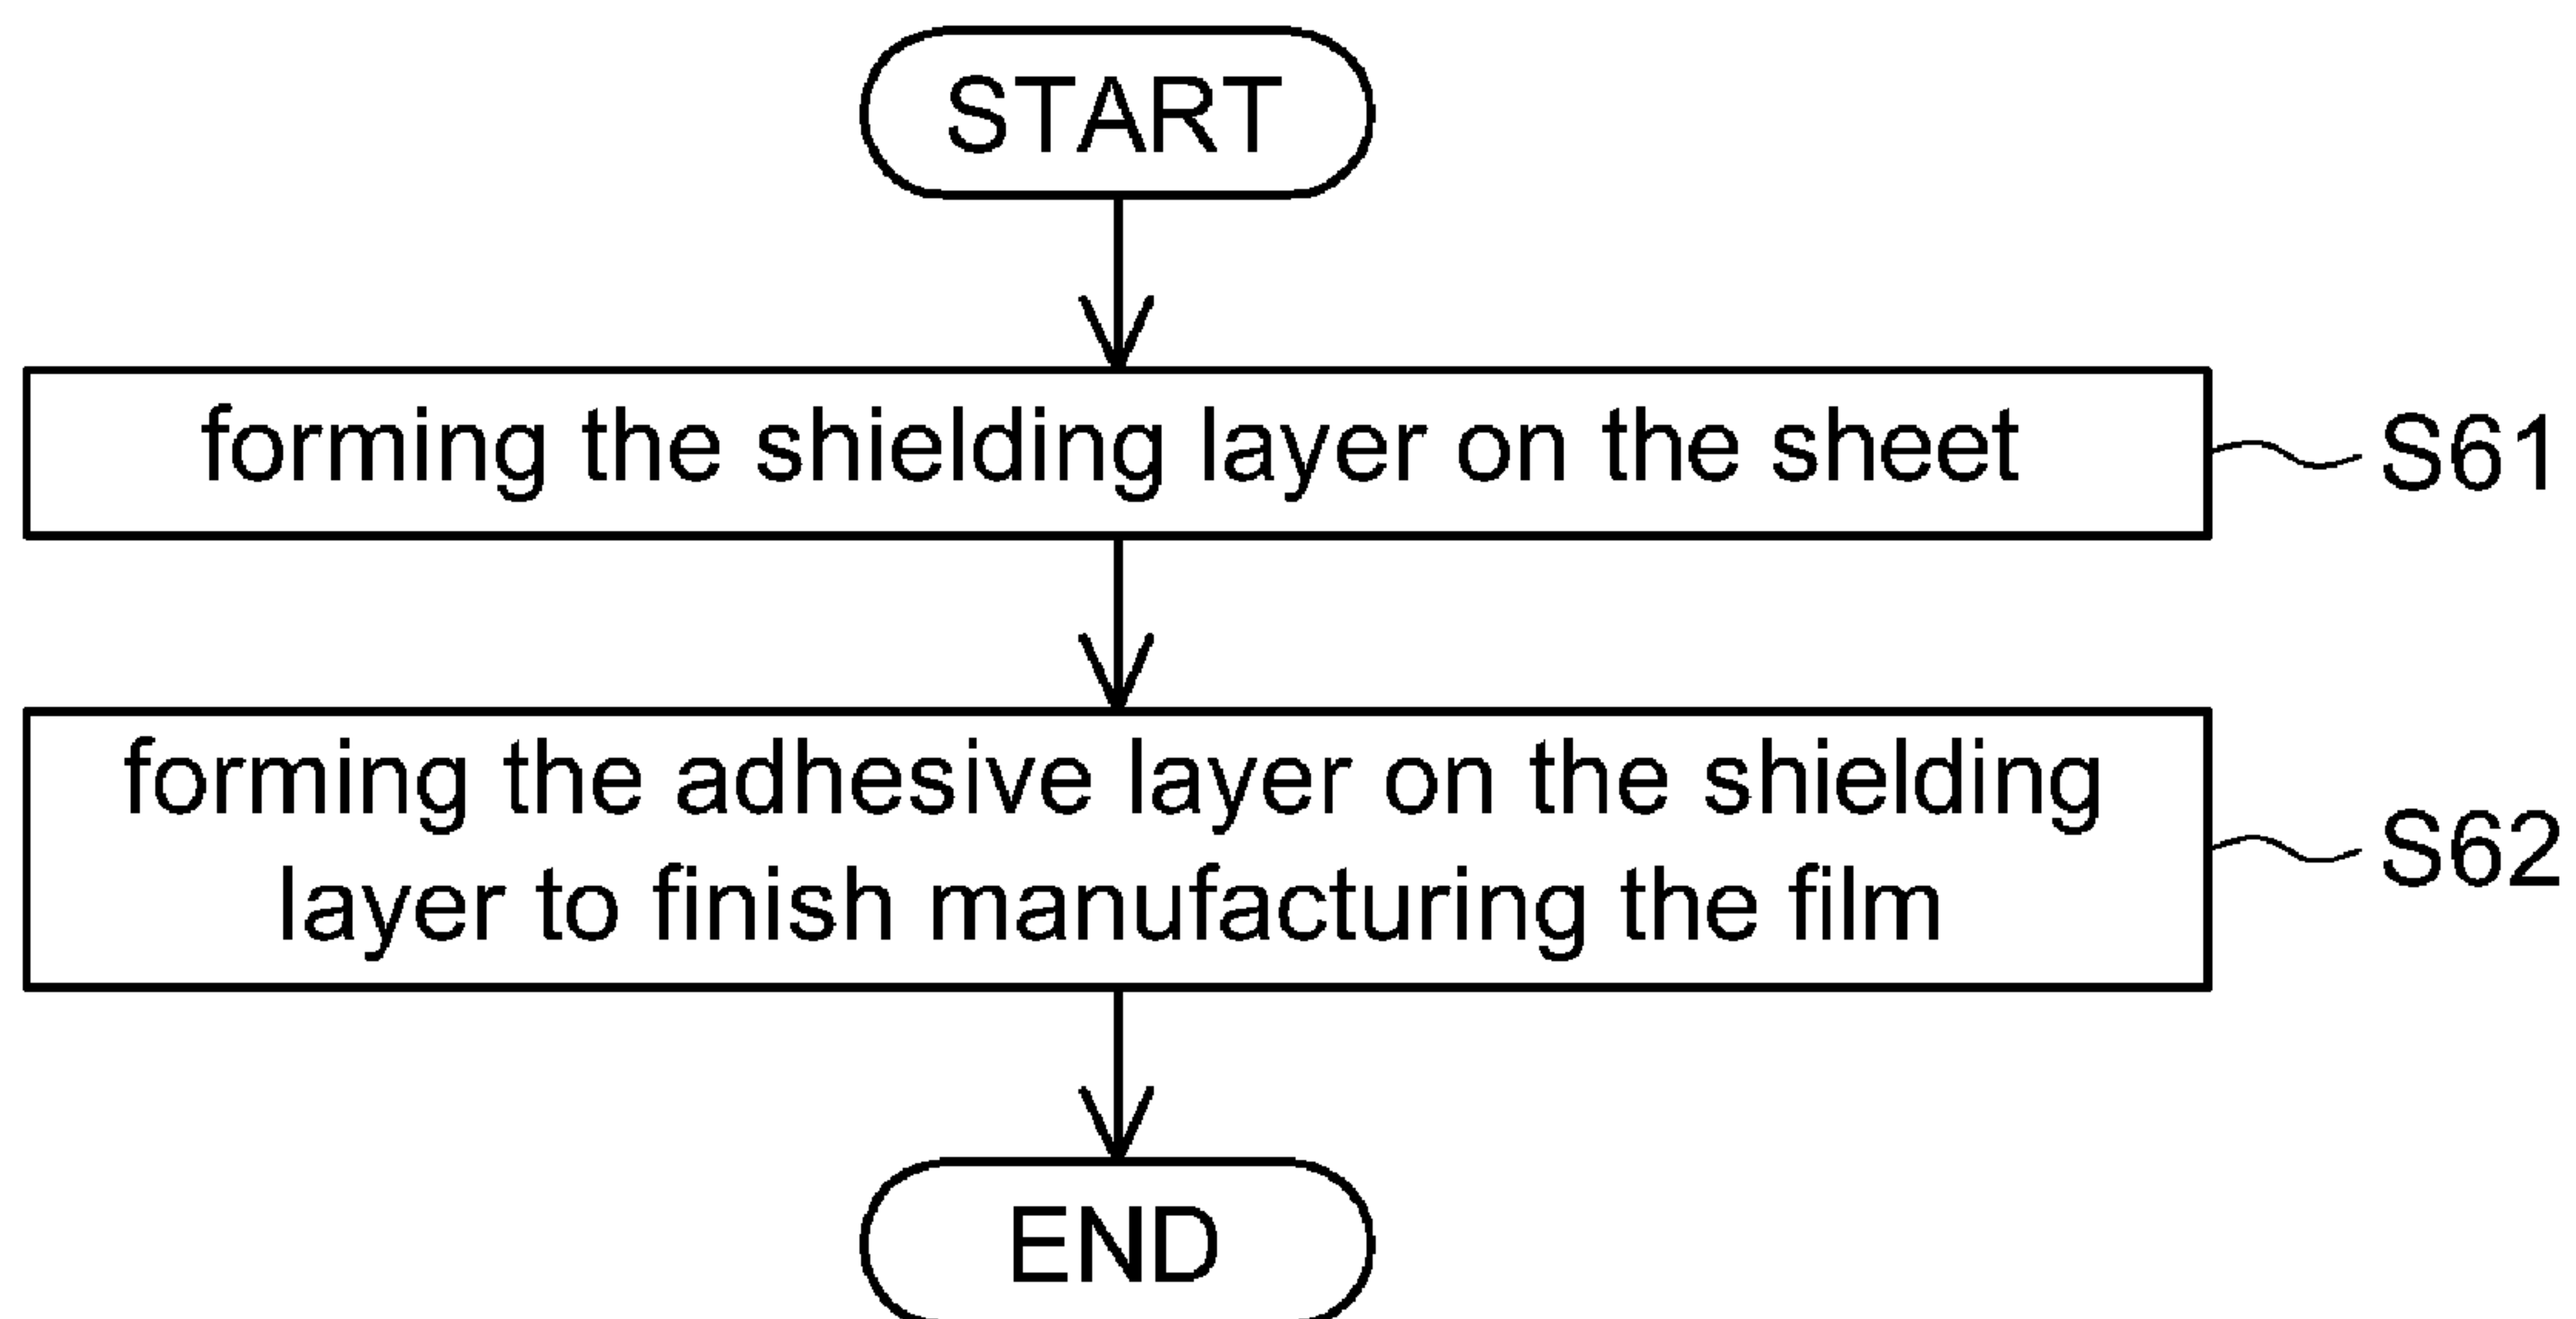 START
forming the shielding layer on the sheet
S61
forming the adhesive layer on the shielding
layer to finish manufacturing the film
S62
END